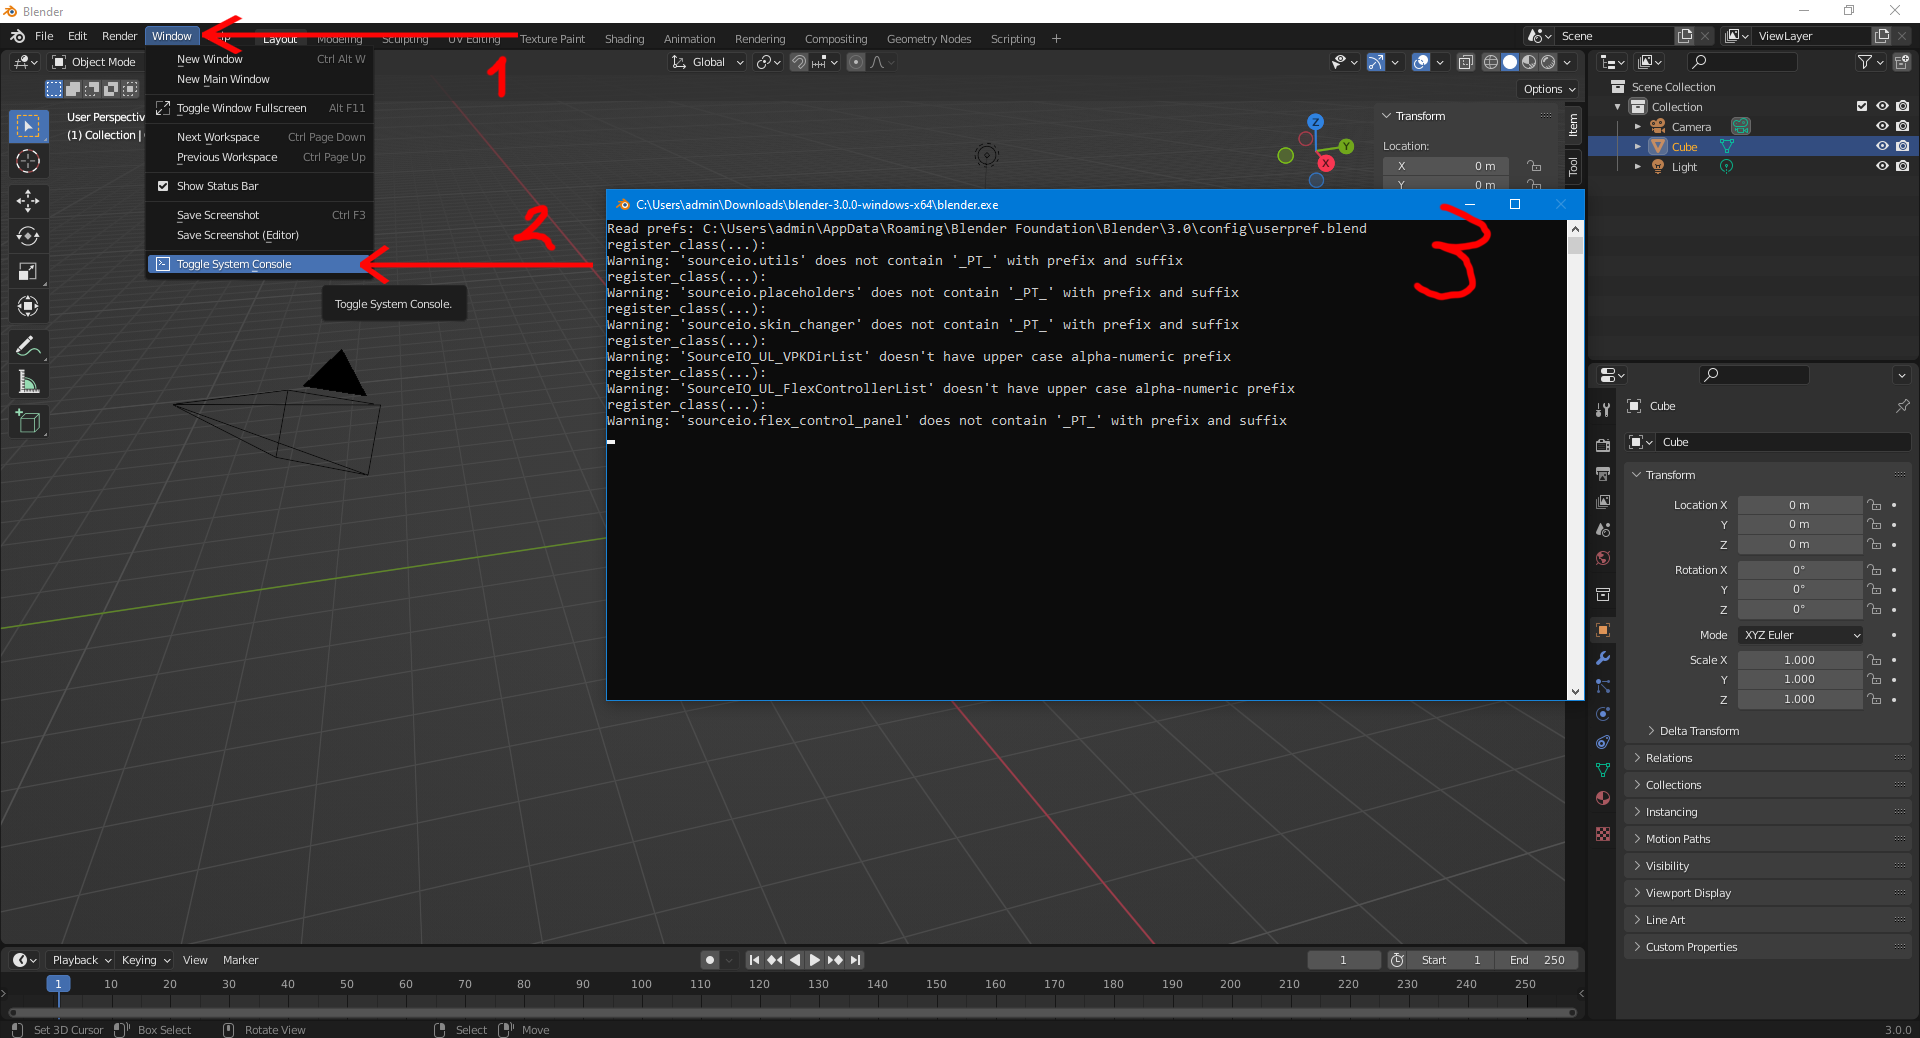 Blender
File Edit Render Window Layout Modeling Sculpting UV Editing Texture Paint Shading Animation Rendering Compositing Geometry Nodes Scripting + Scene ViewLayer
1
Object Mode Global
Options
New Window Ctrl Alt W
New Main Window
Toggle Window Fullscreen Alt F11
Next Workspace Ctrl Page Down
Previous Workspace Ctrl Page Up
Show Status Bar
Save Screenshot Ctrl F3
Save Screenshot (Editor)
Toggle System Console
2
Toggle System Console.
User Perspectiv
(1) Collection |
Z
Y
X
Transform
Location:
X 0 m
Y 0 m
Item
Tool
C:\Users\admin\Downloads\blender-3.0.0-windows-x64\blender.exe
3
Read prefs: C:\Users\admin\AppData\Roaming\Blender Foundation\Blender\3.0\config\userpref.blend
register_class(...):
Warning: 'sourceio.utils' does not contain '_PT_' with prefix and suffix
register_class(...):
Warning: 'sourceio.placeholders' does not contain '_PT_' with prefix and suffix
register_class(...):
Warning: 'sourceio.skin_changer' does not contain '_PT_' with prefix and suffix
register_class(...):
Warning: 'SourceIO_UL_VPKDirList' doesn't have upper case alpha-numeric prefix
register_class(...):
Warning: 'SourceIO_UL_FlexControllerList' doesn't have upper case alpha-numeric prefix
register_class(...):
Warning: 'sourceio.flex_control_panel' does not contain '_PT_' with prefix and suffix
Scene Collection
Collection
Camera
Cube
Light
Cube
Cube
Transform
Location X 0 m
Y 0 m
Z 0 m
Rotation X 0°
Y 0°
Z 0°
Mode XYZ Euler
Scale X 1.000
Y 1.000
Z 1.000
Delta Transform
Relations
Collections
Instancing
Motion Paths
Visibility
Viewport Display
Line Art
Custom Properties
Playback Keying View Marker 1 Start 1 End 250
1 10 20 30 40 50 60 70 80 90 100 110 120 130 140 150 160 170 180 190 200 210 220 230 240 250
Set 3D Cursor Box Select Rotate View Select Move 3.0.0